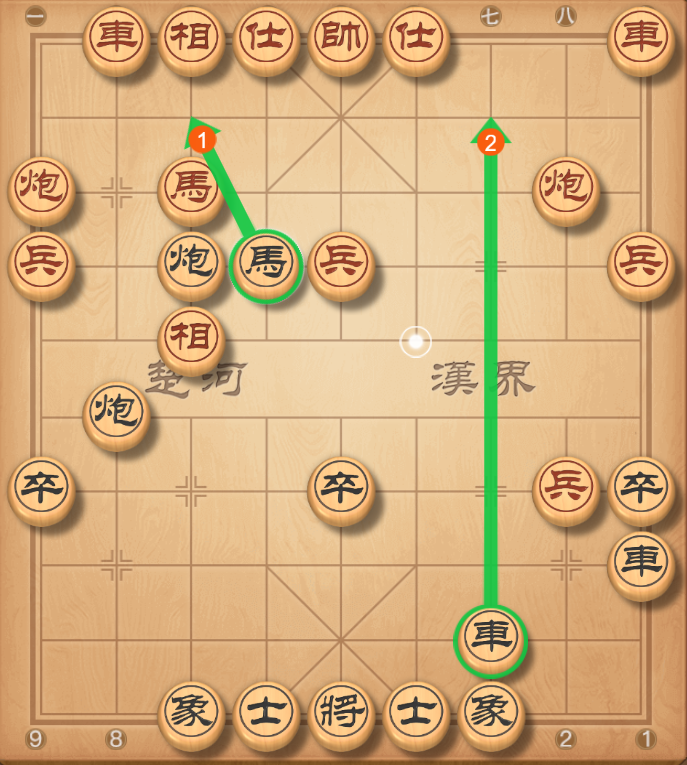 一 七 八
車 相 仕 帥 仕 車
1 2
炮 馬 炮
兵 炮 馬 兵 兵
相
楚河 漢界
炮
卒 卒 兵 卒
車
車
象 士 將 士 象
9 8 2 1